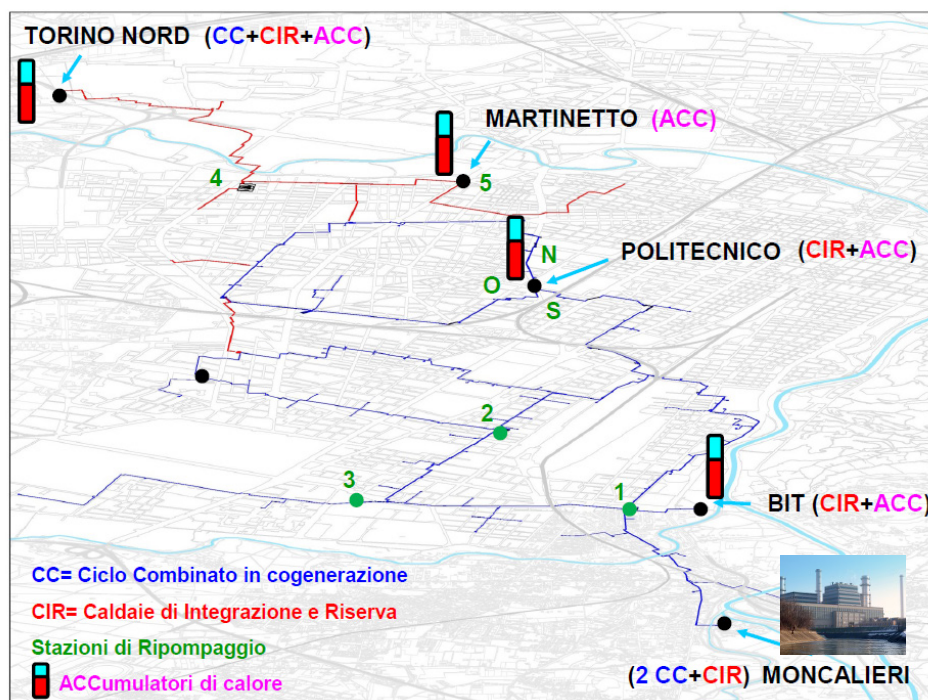 TORINO NORD (CC+CIR+ACC)
MARTINETTO (ACC)
4
5
N
POLITECNICO (CIR+ACC)
O
S
2
3
1
BIT (CIR+ACC)
CC= Ciclo Combinato in cogenerazione
CIR= Caldaie di Integrazione e Riserva
Stazioni di Ripompaggio
ACCumulatori di calore
(2 CC+CIR) MONCALIERI